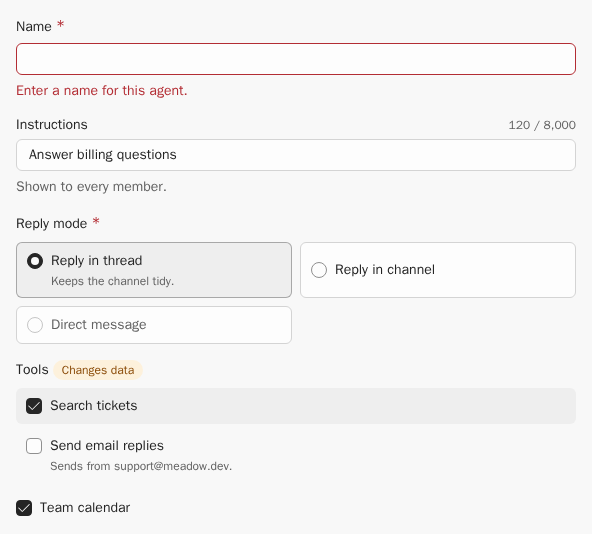 Name *
Enter a name for this agent.
Instructions 120 / 8,000
Answer billing questions
Shown to every member.
Reply mode *
Reply in thread
Keeps the channel tidy.
Reply in channel
Direct message
Tools Changes data
Search tickets
Send email replies
Sends from support@meadow.dev.
Team calendar